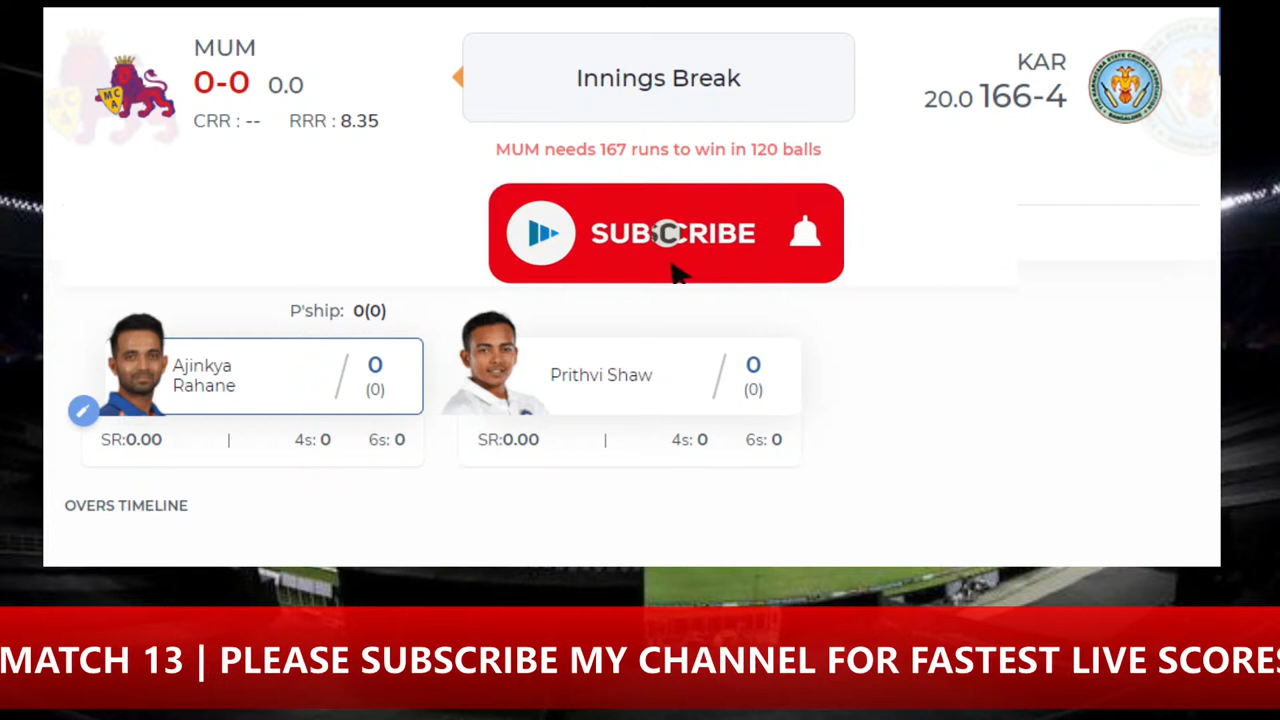 MUM
0-0 0.0
CRR : -- RRR : 8.35
Innings Break
MUM needs 167 runs to win in 120 balls
KAR
20.0 166-4
SUBSCRIBE
P'ship: 0(0)
Ajinkya
Rahane
0
(0)
SR:0.00 | 4s: 0 6s: 0
Prithvi Shaw
0
(0)
SR:0.00 | 4s: 0 6s: 0
OVERS TIMELINE
MATCH 13 | PLEASE SUBSCRIBE MY CHANNEL FOR FASTEST LIVE SCORES